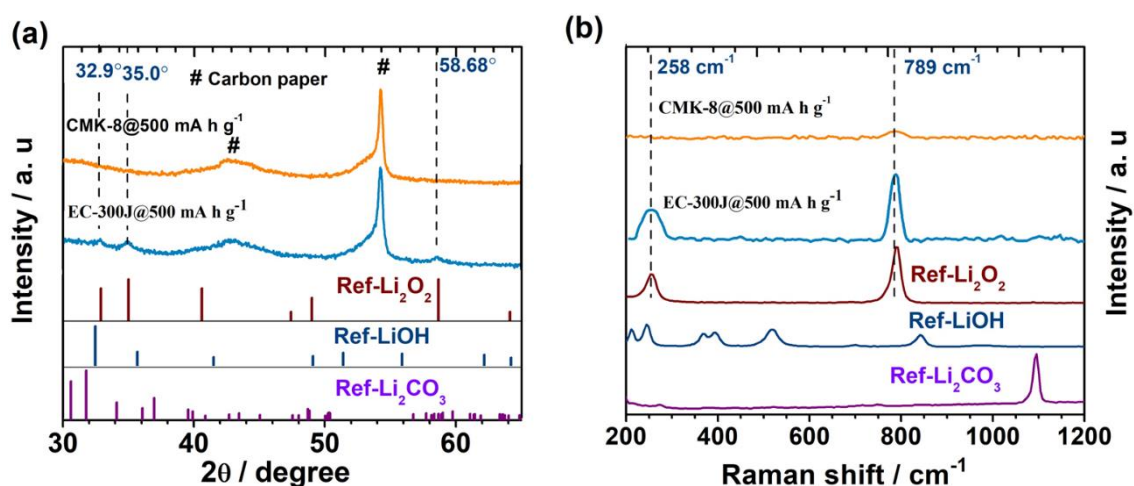 (a)
32.9°
35.0°
# Carbon paper
#
58.68°
CMK-8@500 mA h g⁻¹
#
EC-300J@500 mA h g⁻¹
Ref-Li₂O₂
Ref-LiOH
Ref-Li₂CO₃
30
40
50
60
2θ / degree
Intensity / a. u
(b)
258 cm⁻¹
789 cm⁻¹
CMK-8@500 mA h g⁻¹
EC-300J@500 mA h g⁻¹
Ref-Li₂O₂
Ref-LiOH
Ref-Li₂CO₃
200
400
600
800
1000
1200
Raman shift / cm⁻¹
Intensity / a. u